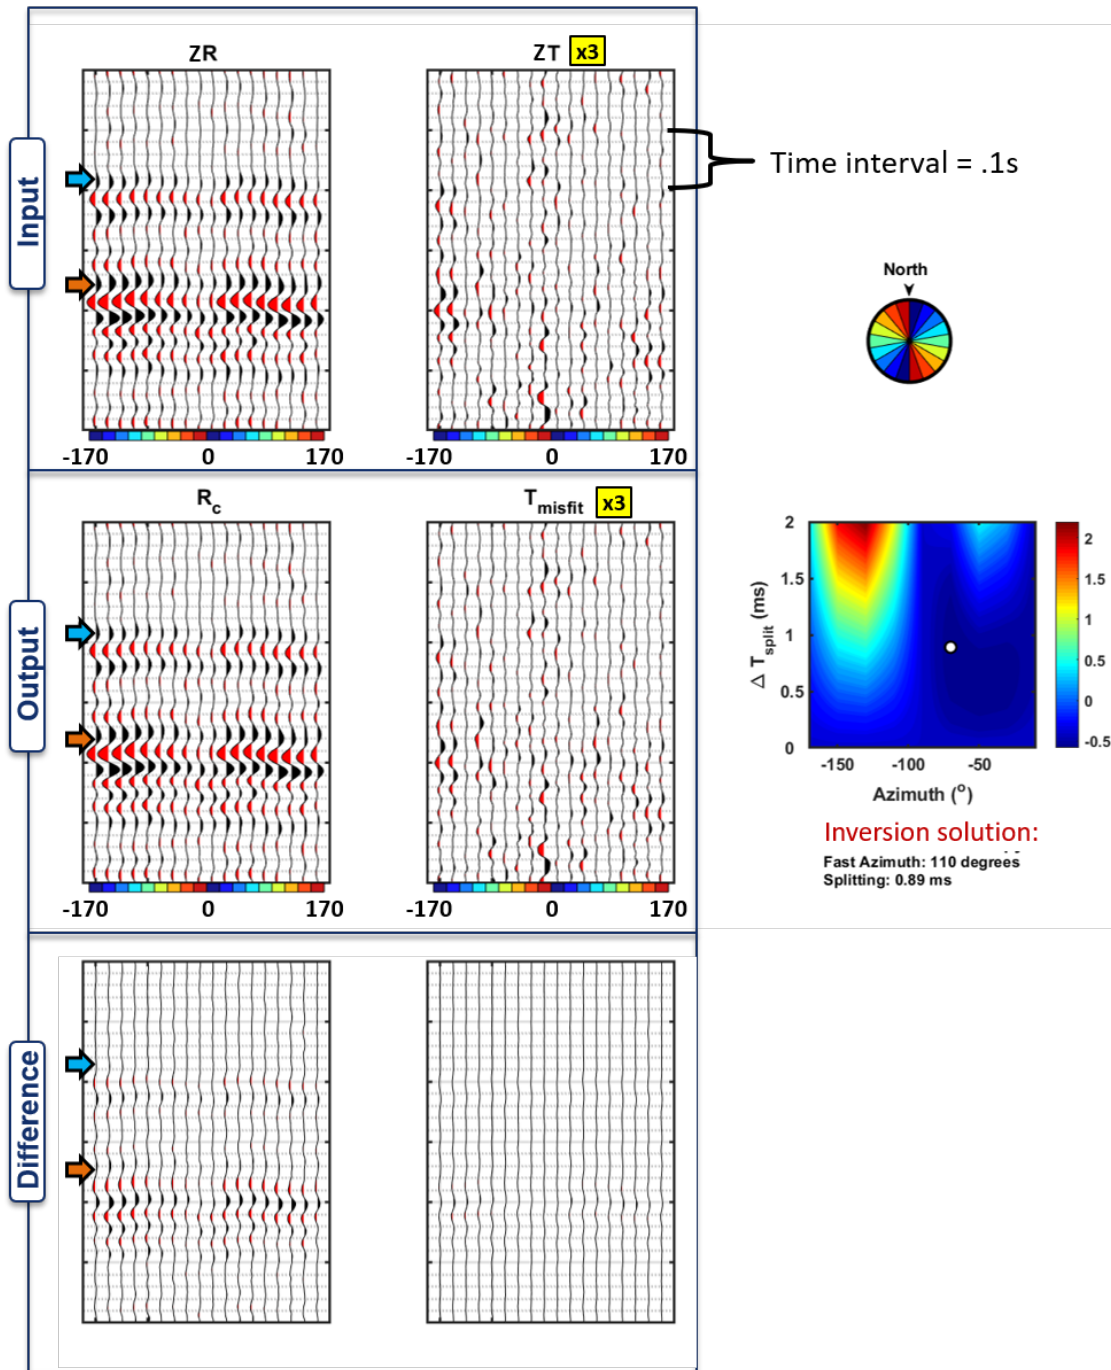 ZR
ZT x3
Input
Time interval = .1s
North
-170 0 170
-170 0 170
Rc
Tmisfit x3
Output
2
1.5
1
0.5
0
Δ Tsplit (ms)
-150 -100 -50
Azimuth (o)
2
1.5
1
0.5
0
-0.5
Inversion solution:
Fast Azimuth: 110 degrees
Splitting: 0.89 ms
-170 0 170
-170 0 170
Difference